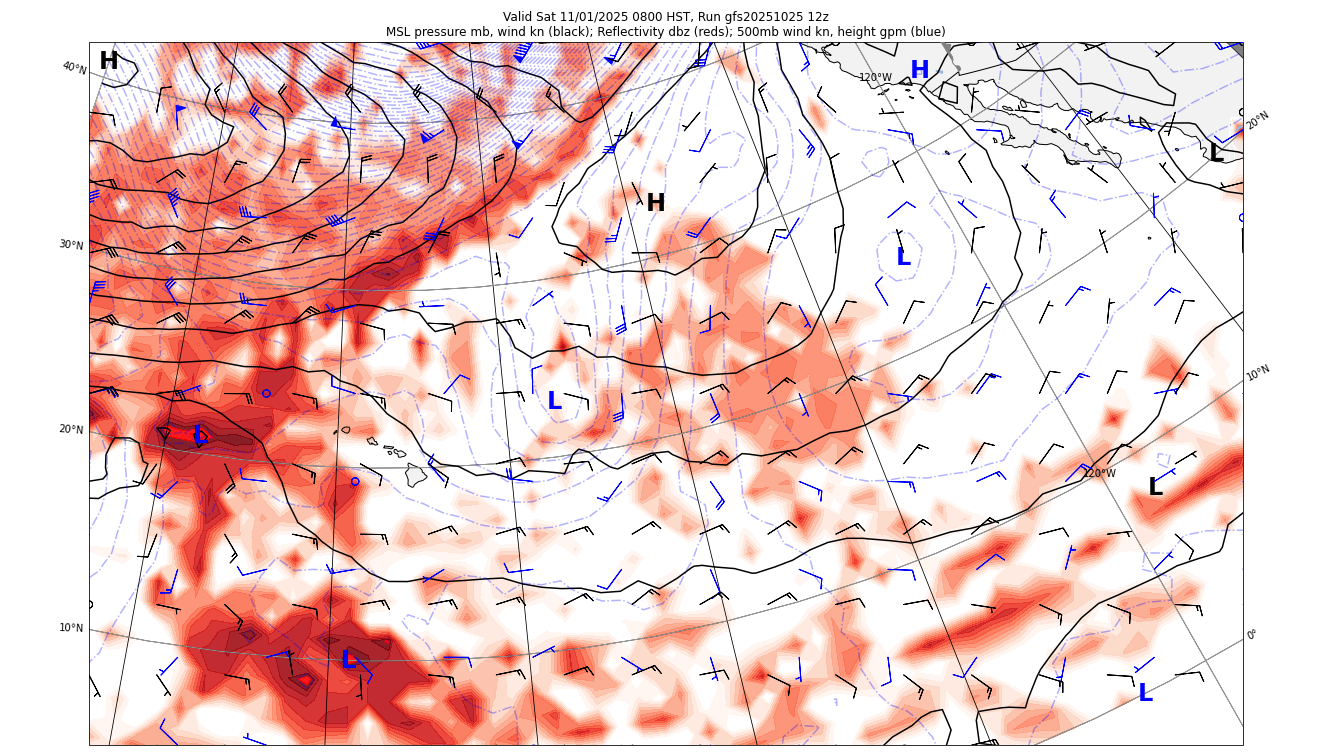 Valid Sat 11/01/2025 0800 HST, Run gfs20251025 12z
MSL pressure mb, wind kn (black); Reflectivity dbz (reds); 500mb wind kn, height gpm (blue)
H
40°N
120°W
H
20°N
L
H
30°N
L
10°N
L
20°N
L
120°W
L
10°N
0°
L
L